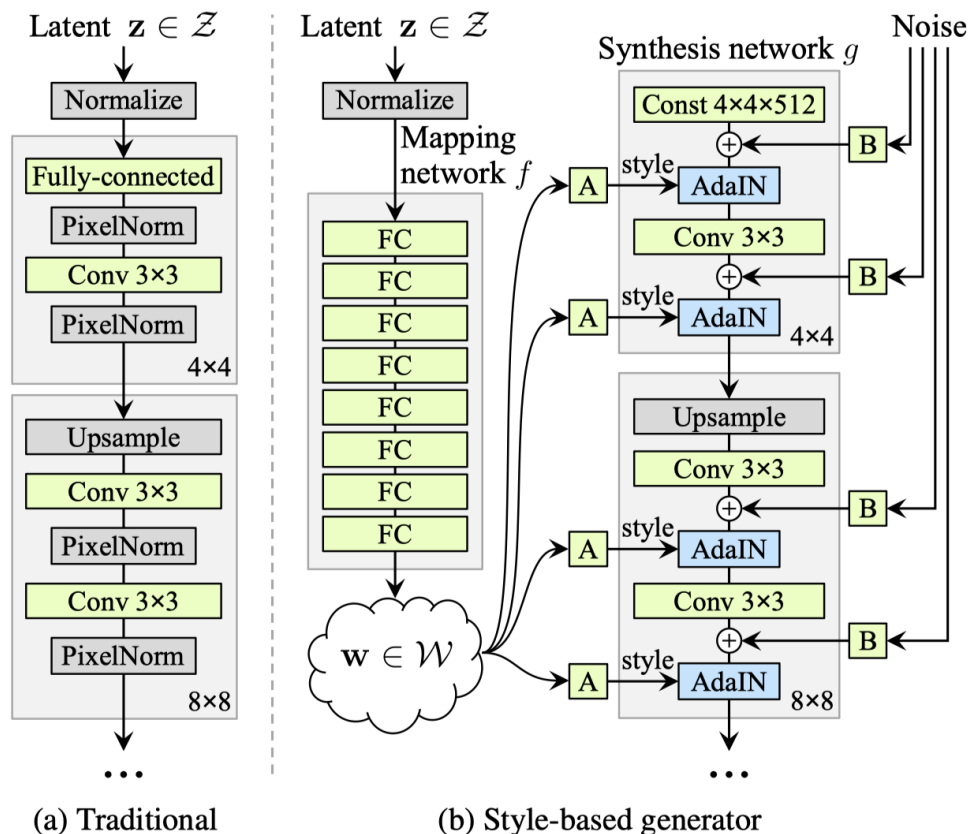 Latent z ∈ 𝒵
Normalize
Fully-connected
PixelNorm
Conv 3×3
PixelNorm
4×4
Upsample
Conv 3×3
PixelNorm
Conv 3×3
PixelNorm
8×8
...
(a) Traditional
Latent z ∈ 𝒵
Normalize
Mapping
network f
FC
FC
FC
FC
FC
FC
FC
FC
w ∈ 𝒲
Synthesis network g
Noise
Const 4×4×512
B
A
style
AdaIN
Conv 3×3
B
A
style
AdaIN
4×4
Upsample
Conv 3×3
B
A
style
AdaIN
Conv 3×3
B
A
style
AdaIN
8×8
...
(b) Style-based generator